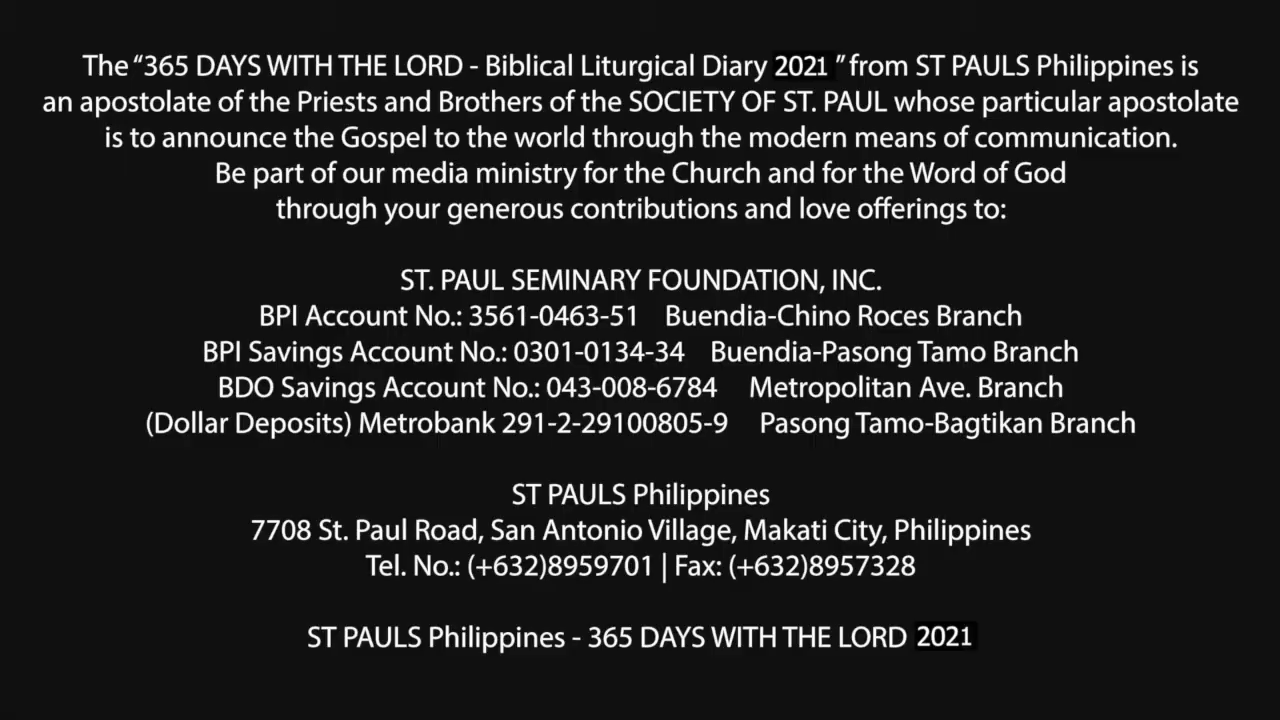 The “365 DAYS WITH THE LORD - Biblical Liturgical Diary 2021 ” from ST PAULS Philippines is
an apostolate of the Priests and Brothers of the SOCIETY OF ST. PAUL whose particular apostolate
is to announce the Gospel to the world through the modern means of communication.
Be part of our media ministry for the Church and for the Word of God
through your generous contributions and love offerings to:
ST. PAUL SEMINARY FOUNDATION, INC.
BPI Account No.: 3561-0463-51 Buendia-Chino Roces Branch
BPI Savings Account No.: 0301-0134-34 Buendia-Pasong Tamo Branch
BDO Savings Account No.: 043-008-6784 Metropolitan Ave. Branch
(Dollar Deposits) Metrobank 291-2-29100805-9 Pasong Tamo-Bagtikan Branch
ST PAULS Philippines
7708 St. Paul Road, San Antonio Village, Makati City, Philippines
Tel. No.: (+632)8959701 | Fax: (+632)8957328
ST PAULS Philippines - 365 DAYS WITH THE LORD 2021